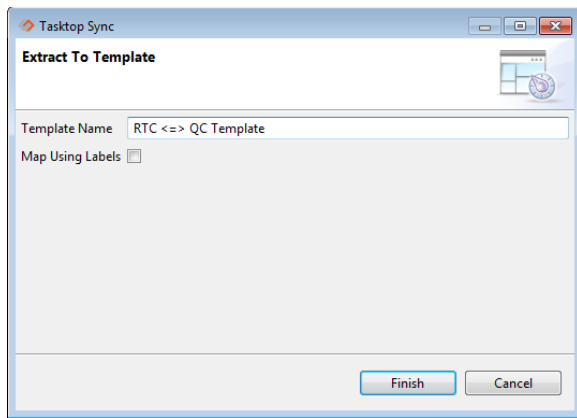 Tasktop Sync
Extract To Template
Template Name RTC <=> QC Template
Map Using Labels
Finish Cancel